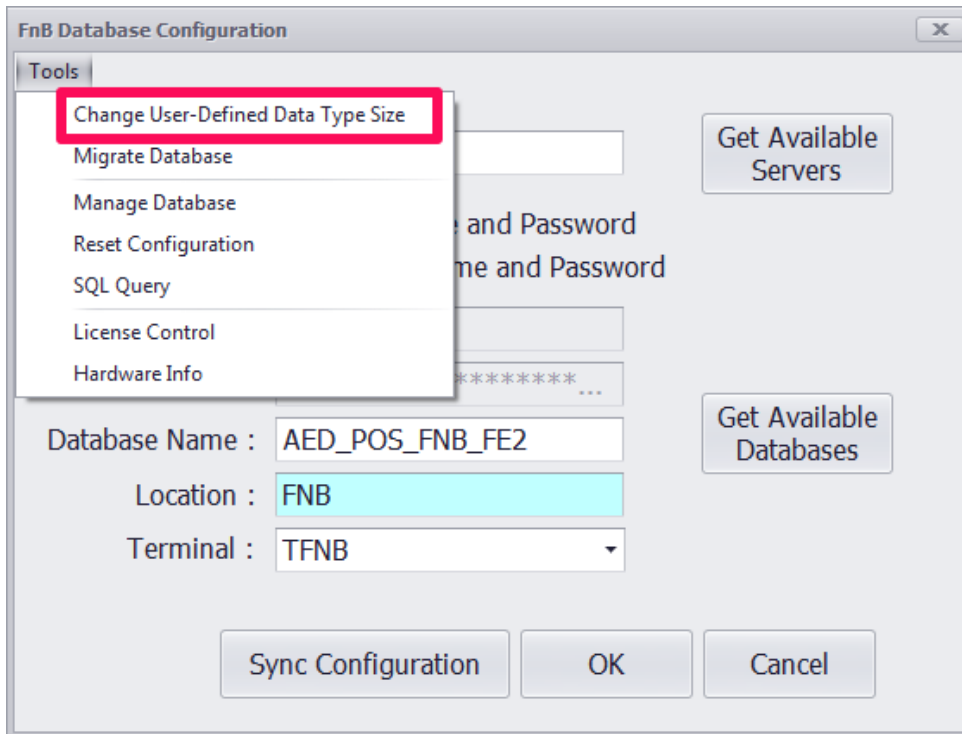 FnB Database Configuration
x
Tools
Change User-Defined Data Type Size
Migrate Database
Manage Database
Reset Configuration
SQL Query
License Control
Hardware Info
Get Available
Servers
and Password
and Password
*********...
Database Name :
AED_POS_FNB_FE2
Get Available
Databases
Location :
FNB
Terminal :
TFNB
Sync Configuration
OK
Cancel